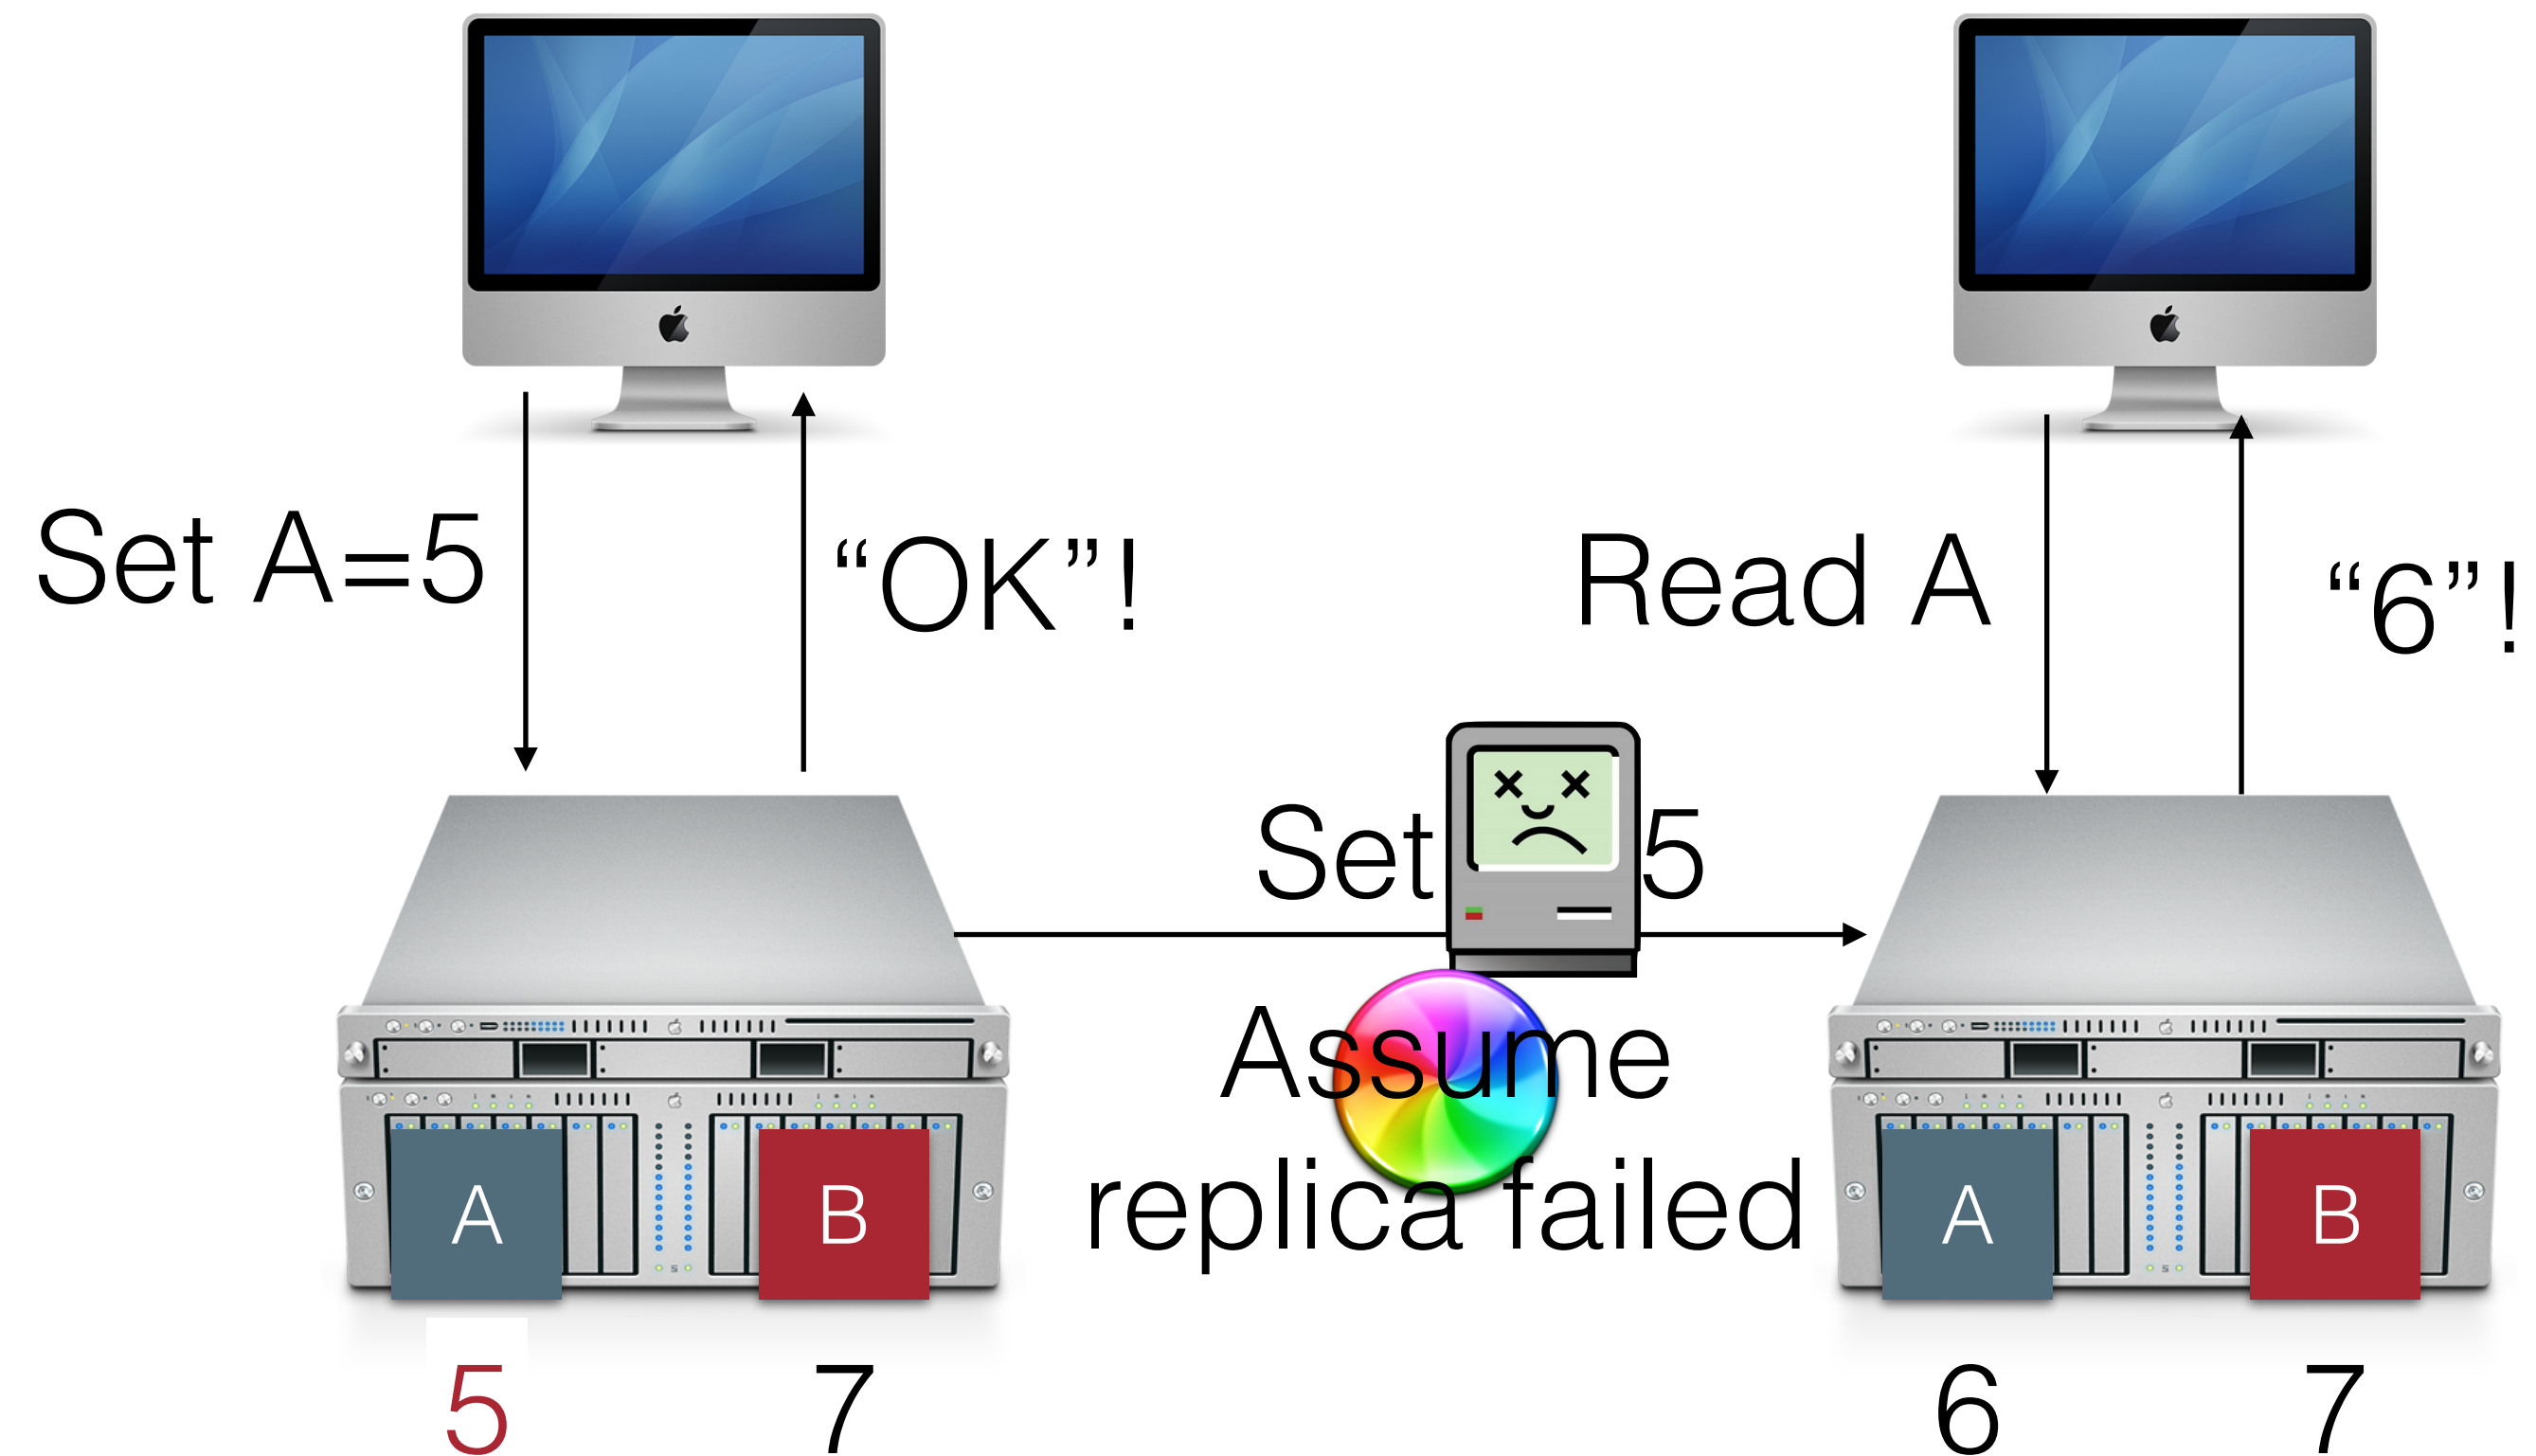 Set A=5
“OK”!
Read A
“6”!
Set 5
Assume
replica failed
A
B
A
B
5
7
6
7